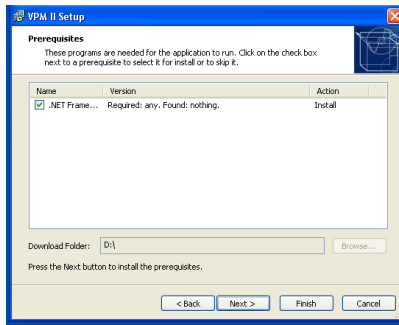 VPM II Setup
Prerequisites
These programs are needed for the application to run. Click on the check box
next to a prerequisite to select it for install or to skip it.
Name Version Action
.NET Frame... Required: any. Found: nothing. Install
Download Folder: D:\ Browse...
Press the Next button to install the prerequisites.
< Back Next > Finish Cancel